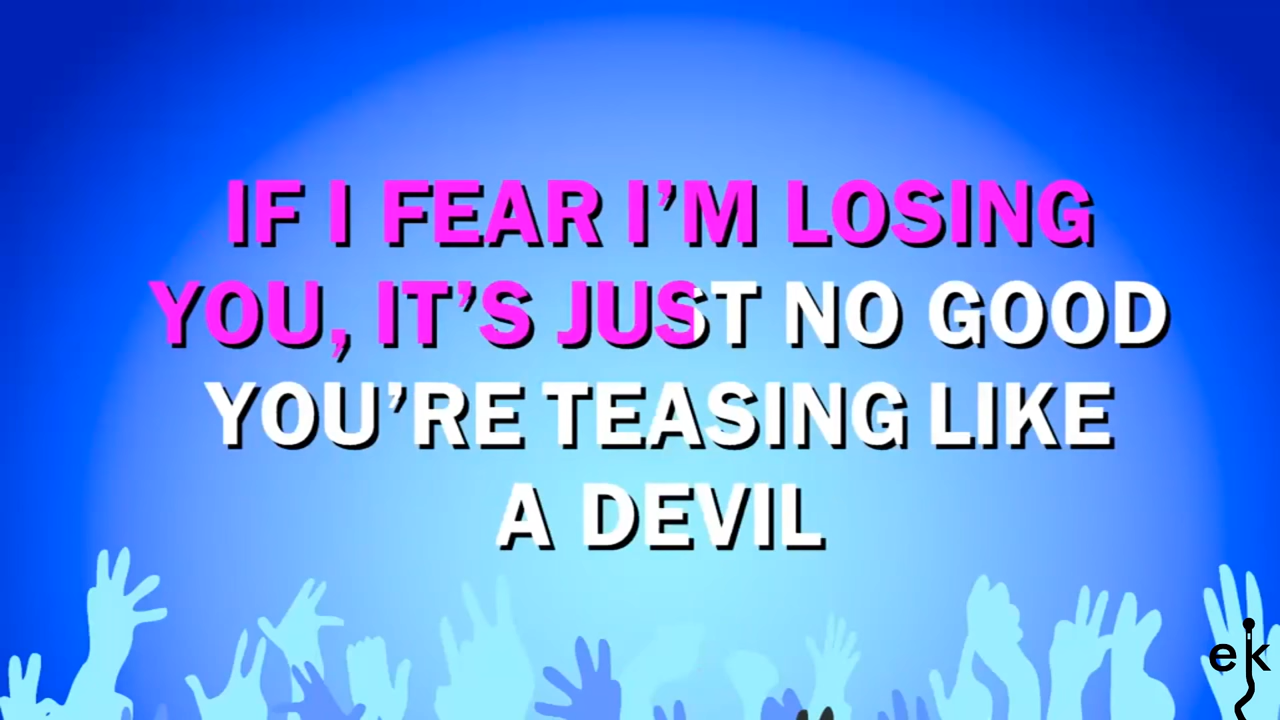 IF I FEAR I'M LOSING
YOU, IT'S JUST NO GOOD
YOU'RE TEASING LIKE
A DEVIL
ek